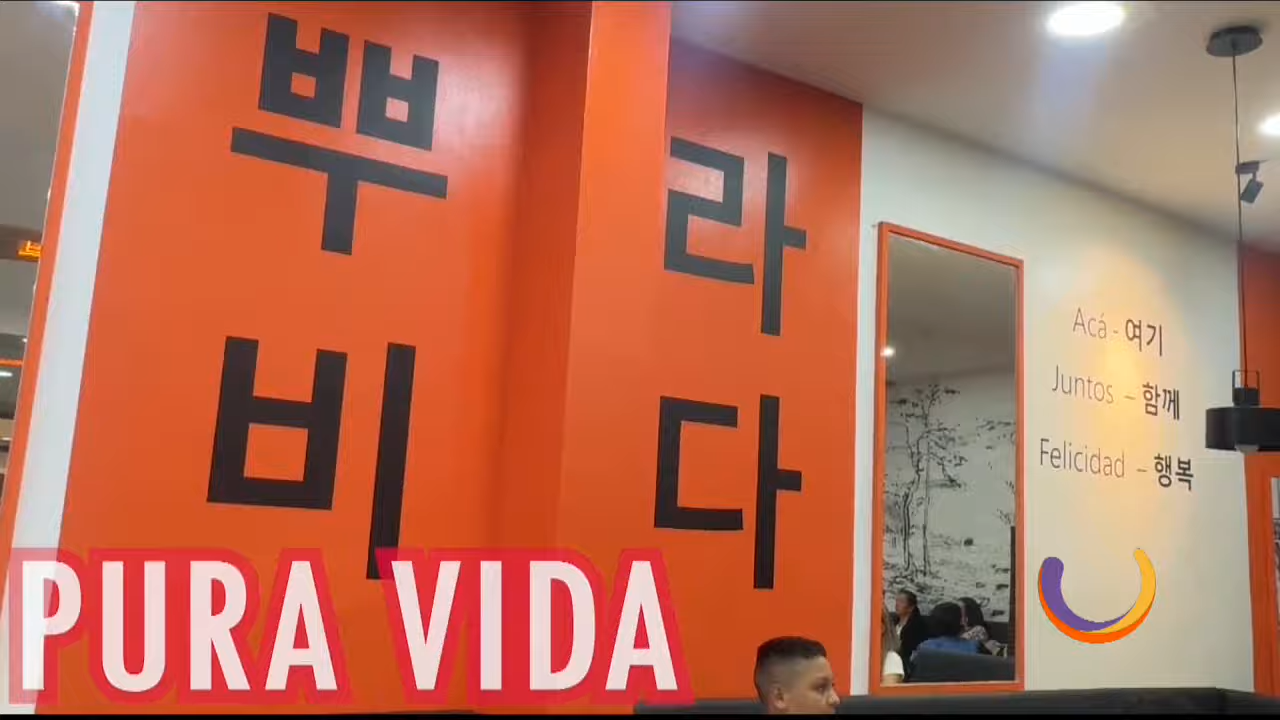 뿌라
비다
Acá - 여기
Juntos – 함께
Felicidad – 행복
PURA VIDA